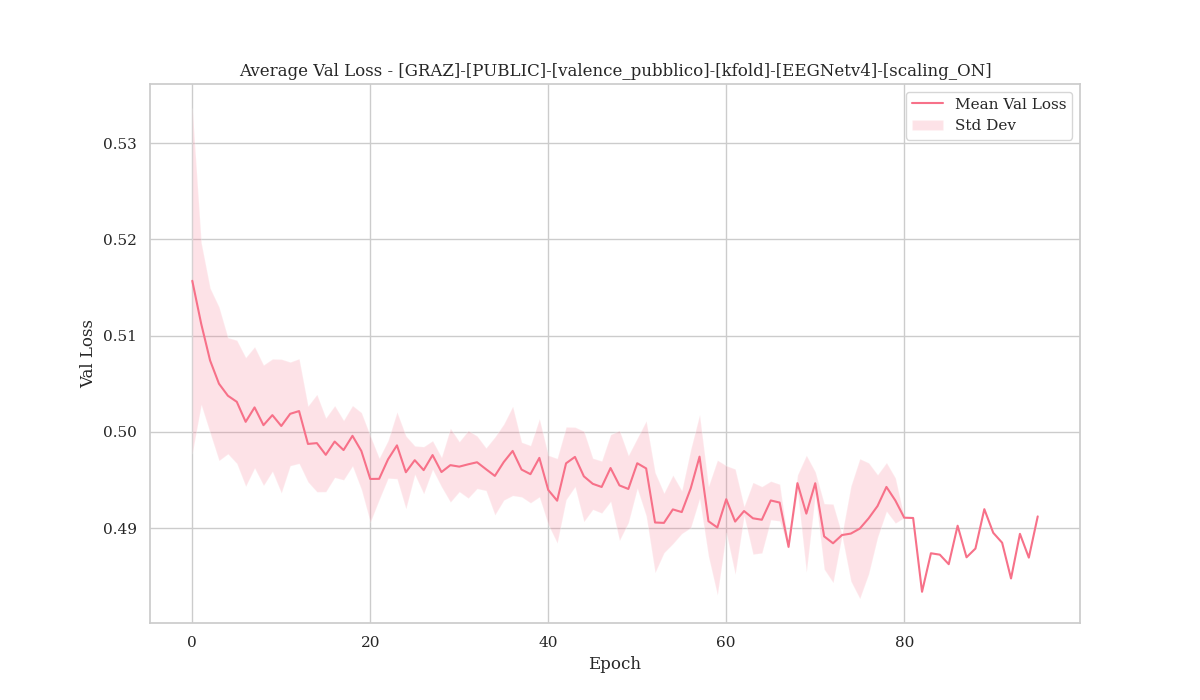 Average Val Loss - [GRAZ]-[PUBLIC]-[valence_pubblico]-[kfold]-[EEGNetv4]-[scaling_ON]
Mean Val Loss
Std Dev
0.53
0.52
0.51
0.50
0.49
Val Loss
0 20 40 60 80
Epoch